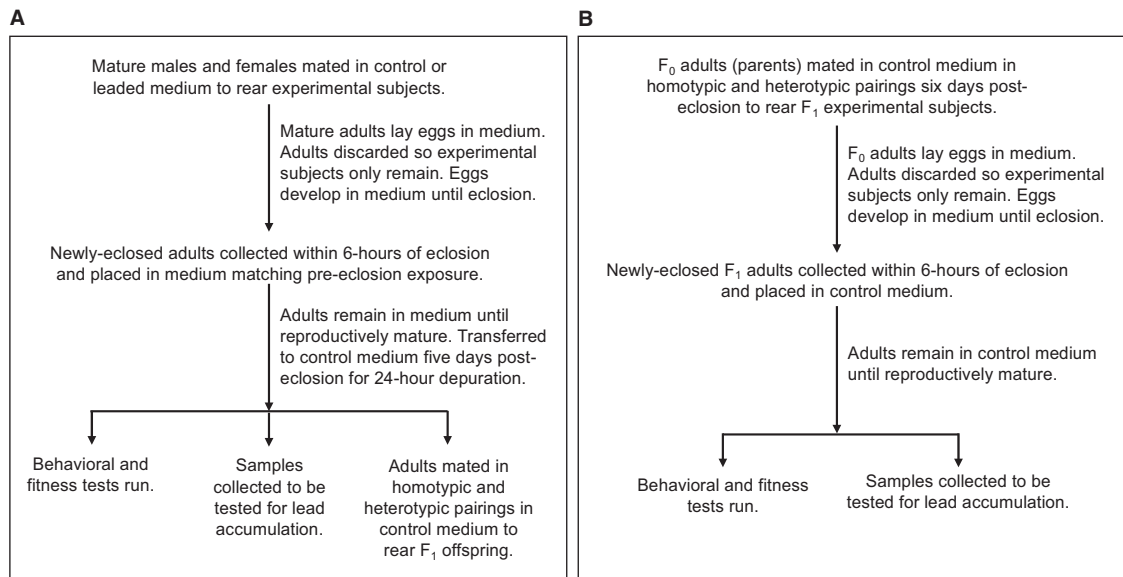 A
Mature males and females mated in control or
leaded medium to rear experimental subjects.
Mature adults lay eggs in medium.
Adults discarded so experimental
subjects only remain. Eggs
develop in medium until eclosion.
Newly-eclosed adults collected within 6-hours of eclosion
and placed in medium matching pre-eclosion exposure.
Adults remain in medium until
reproductively mature. Transferred
to control medium five days post-
eclosion for 24-hour depuration.
Behavioral and
fitness tests run.
Samples
collected to be
tested for lead
accumulation.
Adults mated in
homotypic and
heterotypic pairings in
control medium to
rear F₁ offspring.
B
F₀ adults (parents) mated in control medium in
homotypic and heterotypic pairings six days post-
eclosion to rear F₁ experimental subjects.
F₀ adults lay eggs in medium.
Adults discarded so experimental
subjects only remain. Eggs
develop in medium until eclosion.
Newly-eclosed F₁ adults collected within 6-hours of eclosion
and placed in control medium.
Adults remain in control medium
until reproductively mature.
Behavioral and fitness
tests run.
Samples collected to be
tested for lead accumulation.